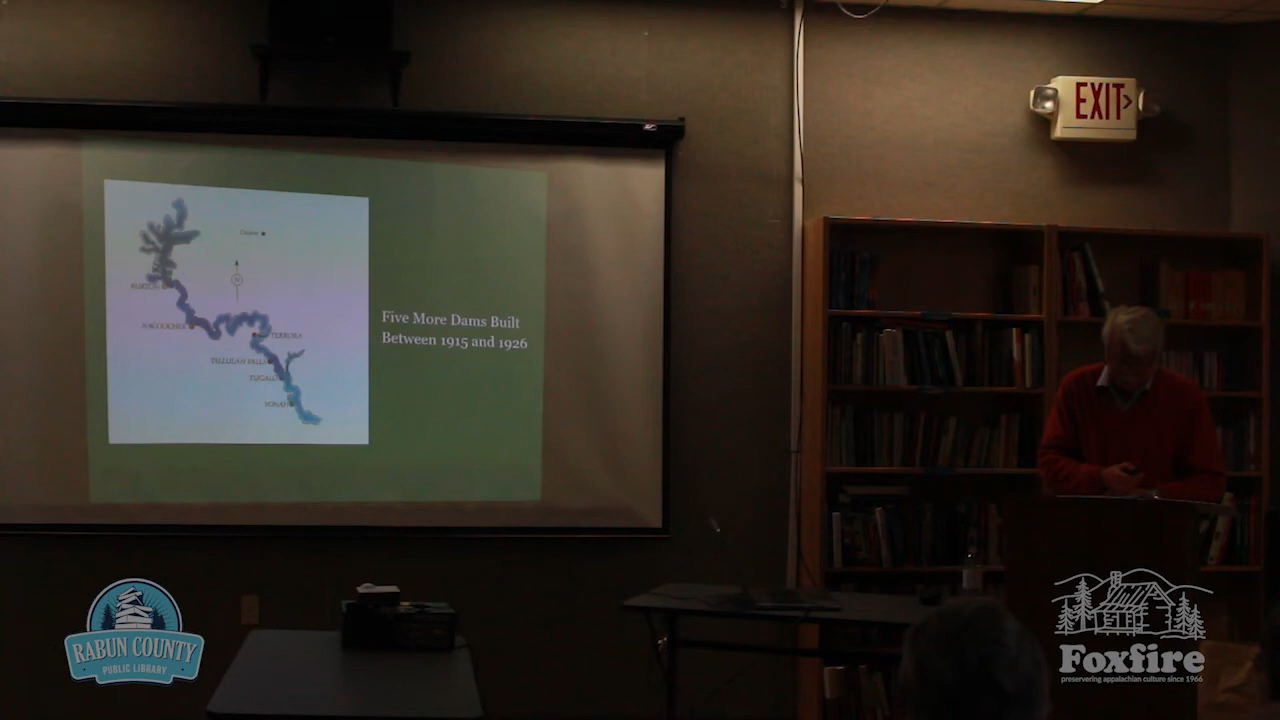 EXIT
BURTON
NACOOCHEE
TERRORA
TALLULAH FALLS
TUGALO
YONAH
Five More Dams Built
Between 1915 and 1926
RABUN COUNTY
PUBLIC LIBRARY
Foxfire
preservering appalachian culture since 1966